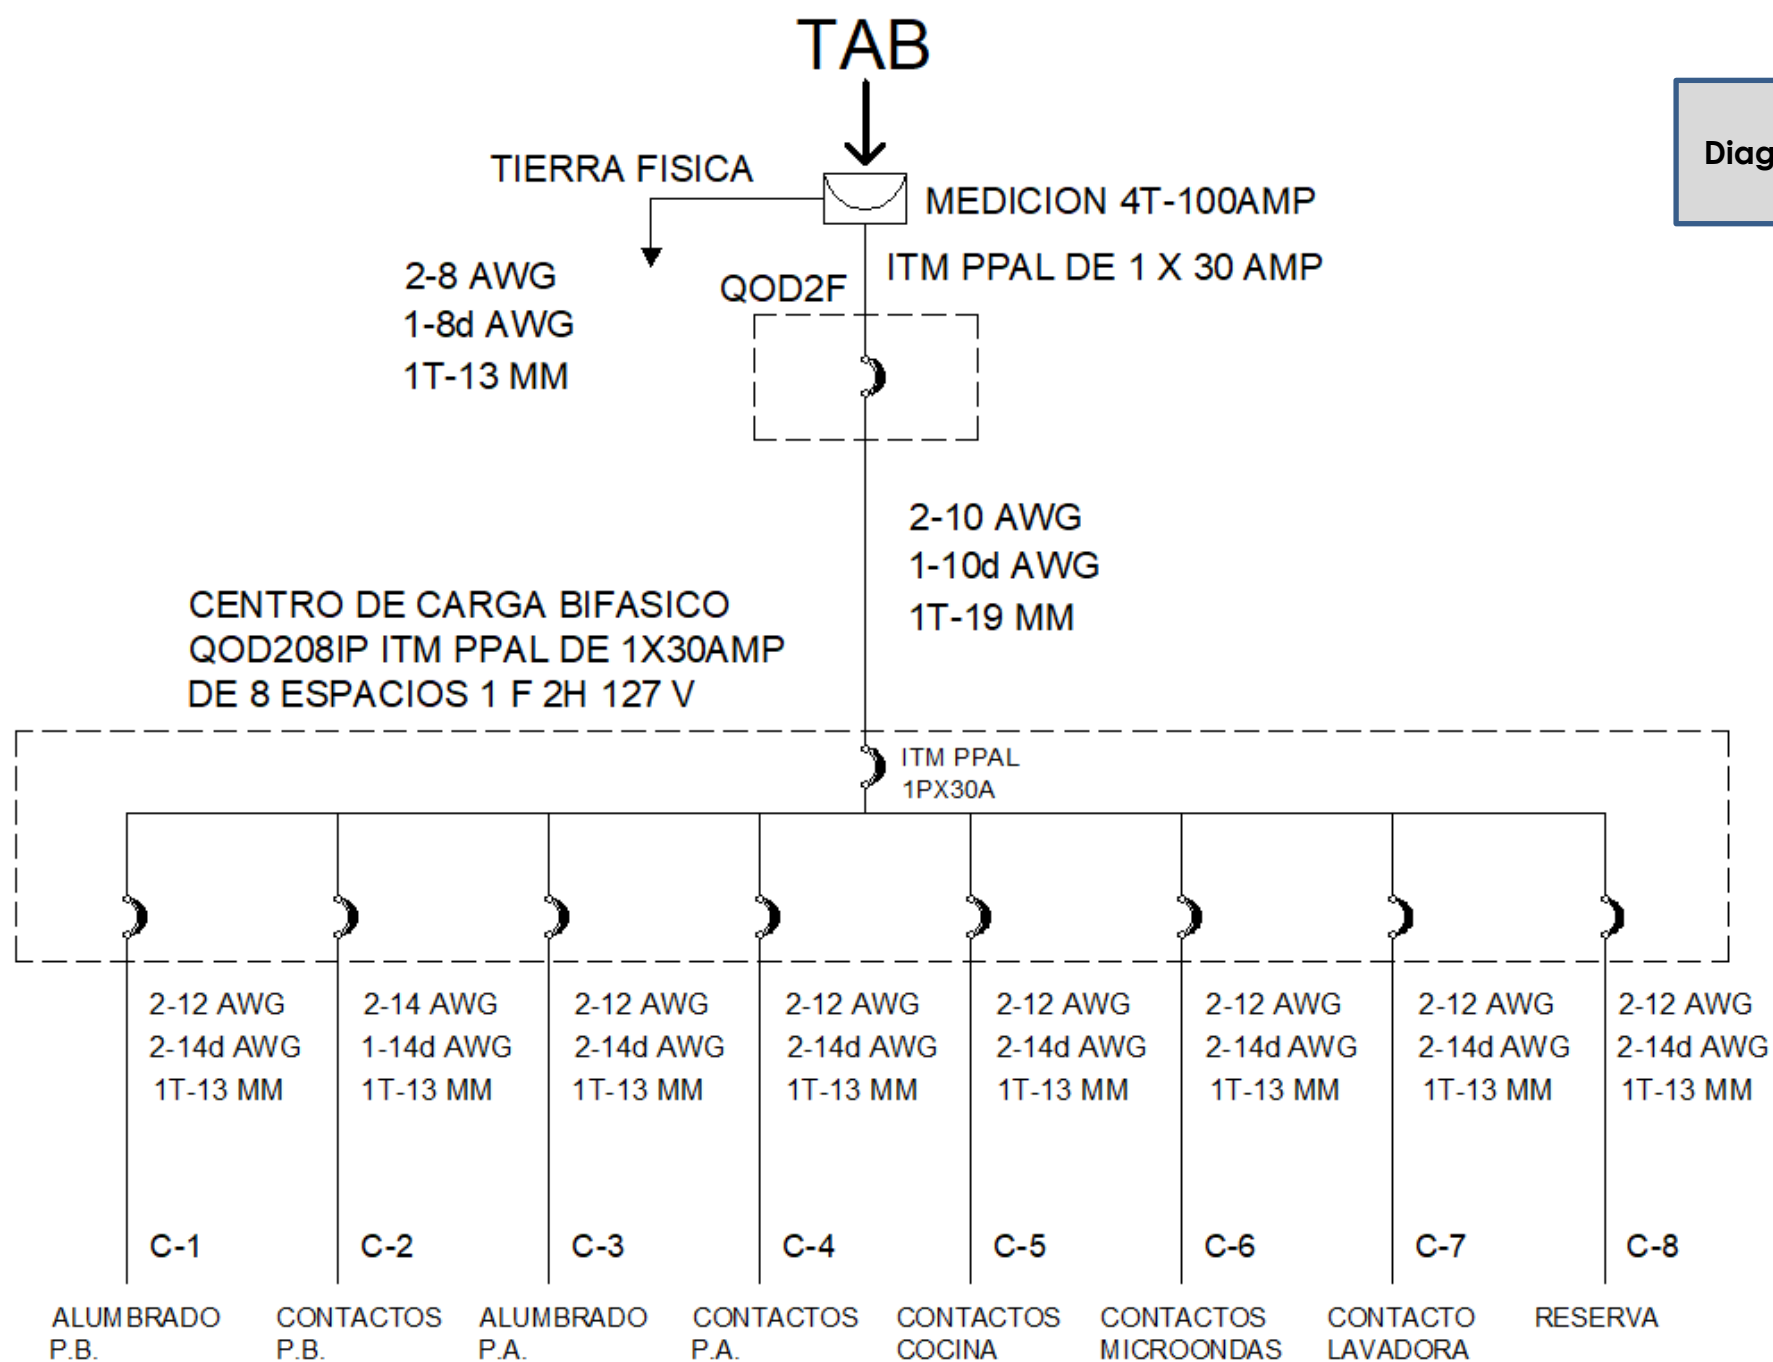 TAB
Diag
TIERRA FISICA
MEDICION 4T-100AMP
ITM PPAL DE 1 X 30 AMP
2-8 AWG
1-8d AWG
1T-13 MM
QOD2F
2-10 AWG
1-10d AWG
1T-19 MM
CENTRO DE CARGA BIFASICO
QOD208IP ITM PPAL DE 1X30AMP
DE 8 ESPACIOS 1 F 2H 127 V
ITM PPAL
1PX30A
2-12 AWG
2-14d AWG
1T-13 MM
2-14 AWG
1-14d AWG
1T-13 MM
2-12 AWG
2-14d AWG
1T-13 MM
2-12 AWG
2-14d AWG
1T-13 MM
2-12 AWG
2-14d AWG
1T-13 MM
2-12 AWG
2-14d AWG
1T-13 MM
2-12 AWG
2-14d AWG
1T-13 MM
2-12 AWG
2-14d AWG
1T-13 MM
C-1
C-2
C-3
C-4
C-5
C-6
C-7
C-8
ALUMBRADO
P.B.
CONTACTOS
P.B.
ALUMBRADO
P.A.
CONTACTOS
P.A.
CONTACTOS
COCINA
CONTACTOS
MICROONDAS
CONTACTO
LAVADORA
RESERVA